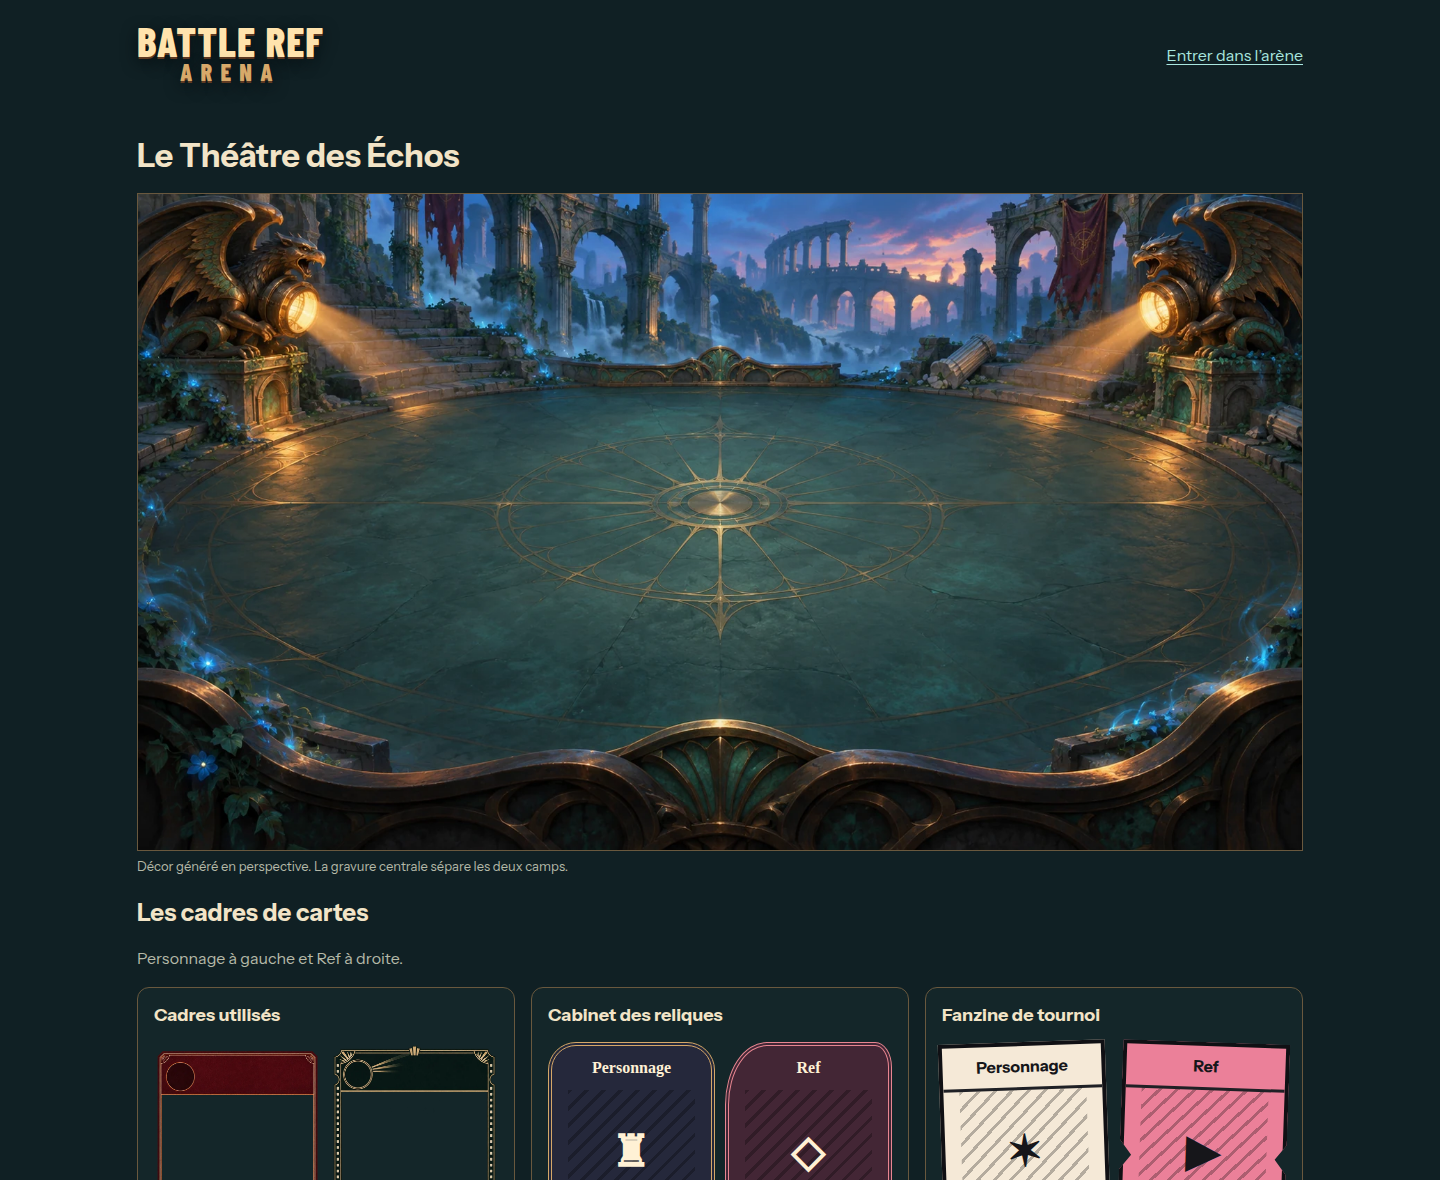 BATTLE REF
ARENA
Entrer dans l'arène
Le Théâtre des Échos
Décor généré en perspective. La gravure centrale sépare les deux camps.
Les cadres de cartes
Personnage à gauche et Ref à droite.
Cadres utilisés
Cabinet des reliques
Fanzine de tournoi
Personnage
Ref
Personnage
Ref